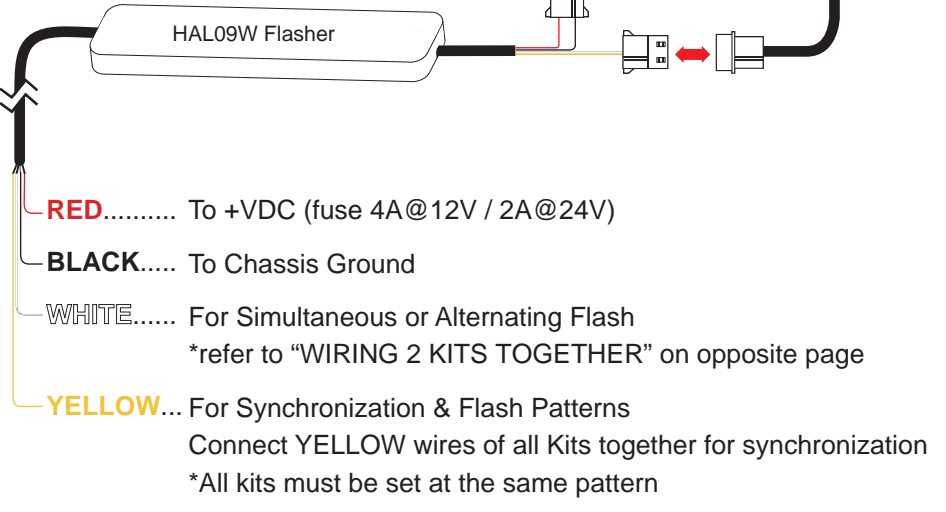 HAL09W Flasher
RED.......... To +VDC (fuse 4A@12V / 2A@24V)
BLACK..... To Chassis Ground
WHITE...... For Simultaneous or Alternating Flash
*refer to “WIRING 2 KITS TOGETHER” on opposite page
YELLOW... For Synchronization & Flash Patterns
Connect YELLOW wires of all Kits together for synchronization
*All kits must be set at the same pattern